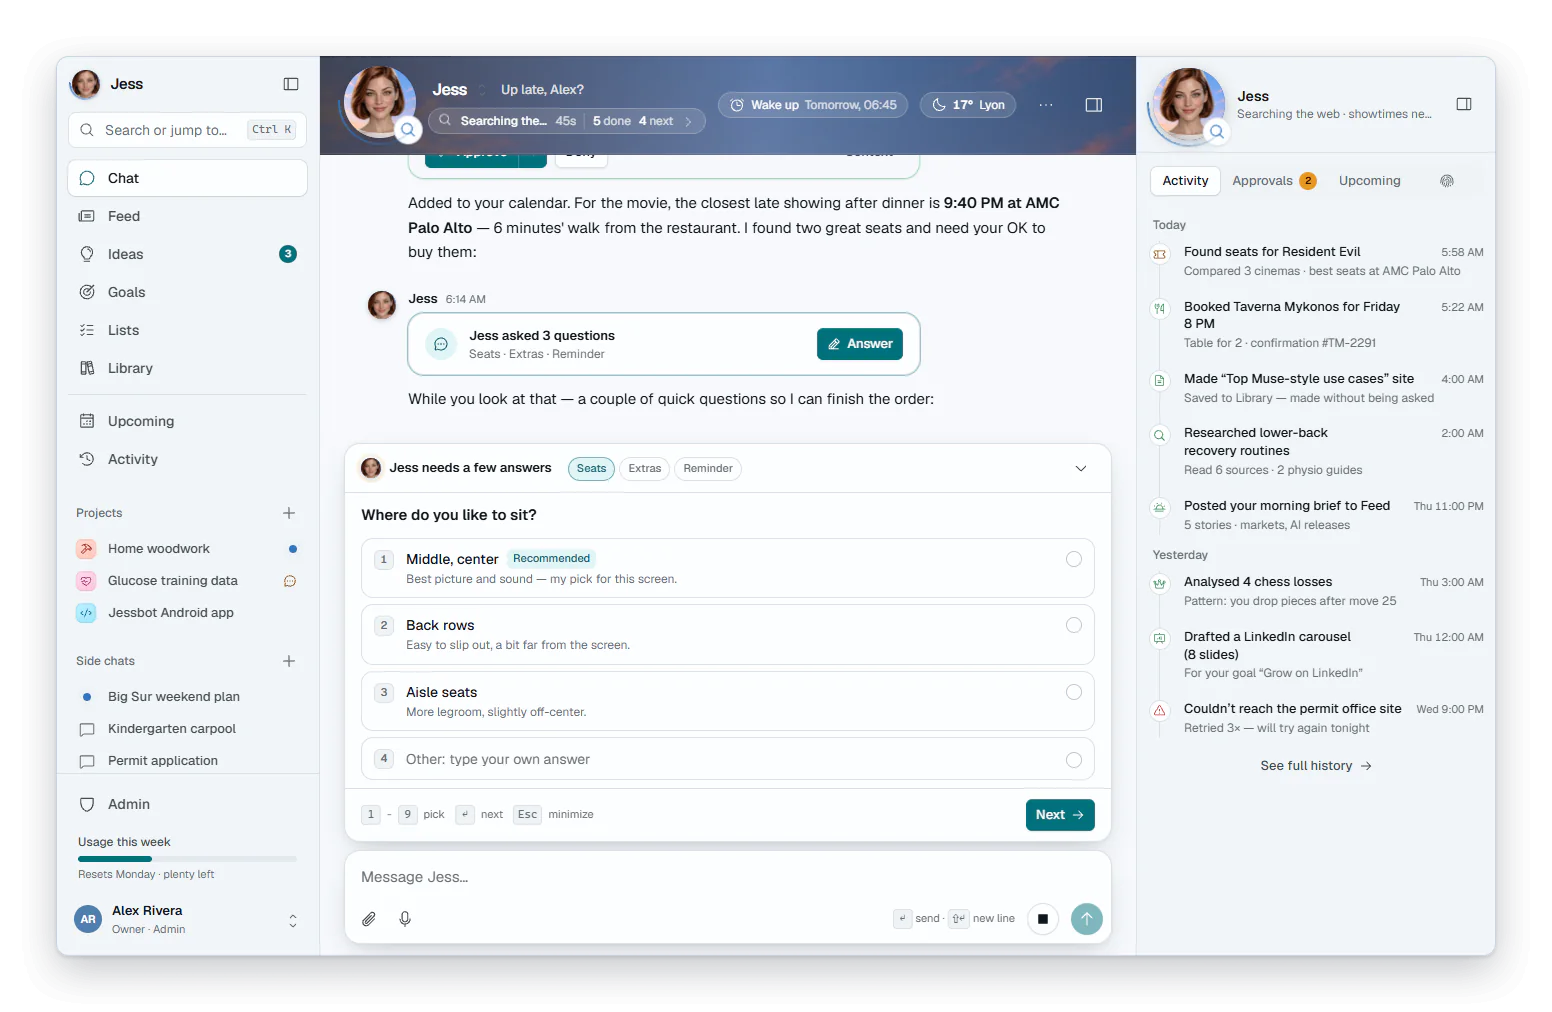 Jess
Search or jump to...
Ctrl K
Chat
Feed
Ideas
3
Goals
Lists
Library
Upcoming
Activity
Projects
Home woodwork
Glucose training data
Jessbot Android app
Side chats
Big Sur weekend plan
Kindergarten carpool
Permit application
Admin
Usage this week
Resets Monday · plenty left
AR
Alex Rivera
Owner · Admin
Jess
Up late, Alex?
Searching the... 45s 5 done 4 next
Wake up Tomorrow, 06:45
17° Lyon
Added to your calendar. For the movie, the closest late showing after dinner is 9:40 PM at AMC
Palo Alto — 6 minutes' walk from the restaurant. I found two great seats and need your OK to
buy them:
Jess 6:14 AM
Jess asked 3 questions
Seats · Extras · Reminder
Answer
While you look at that — a couple of quick questions so I can finish the order:
Jess needs a few answers
Seats
Extras
Reminder
Where do you like to sit?
1
Middle, center Recommended
Best picture and sound — my pick for this screen.
2
Back rows
Easy to slip out, a bit far from the screen.
3
Aisle seats
More legroom, slightly off-center.
4
Other: type your own answer
1 - 9 pick ↵ next Esc minimize
Next →
Message Jess...
↵ send · ⇧↵ new line
Jess
Searching the web · showtimes ne...
Activity
Approvals 2
Upcoming
Today
Found seats for Resident Evil 5:58 AM
Compared 3 cinemas · best seats at AMC Palo Alto
Booked Taverna Mykonos for Friday 5:22 AM
8 PM
Table for 2 · confirmation #TM-2291
Made “Top Muse-style use cases” site 4:00 AM
Saved to Library — made without being asked
Researched lower-back 2:00 AM
recovery routines
Read 6 sources · 2 physio guides
Posted your morning brief to Feed Thu 11:00 PM
5 stories · markets, AI releases
Yesterday
Analysed 4 chess losses Thu 3:00 AM
Pattern: you drop pieces after move 25
Drafted a LinkedIn carousel Thu 12:00 AM
(8 slides)
For your goal “Grow on LinkedIn”
Couldn’t reach the permit office site Wed 9:00 PM
Retried 3× — will try again tonight
See full history →